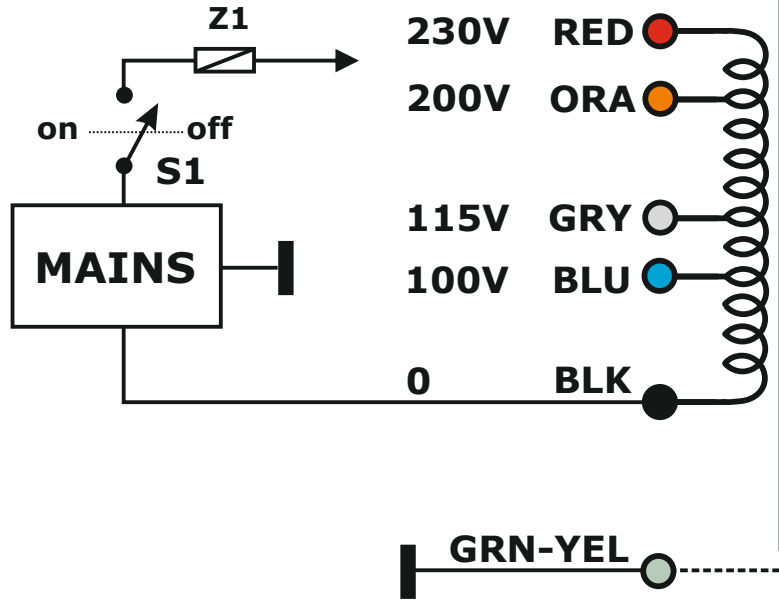 Z1
230V RED
200V ORA
on off
S1
115V GRY
MAINS
100V BLU
0 BLK
GRN-YEL